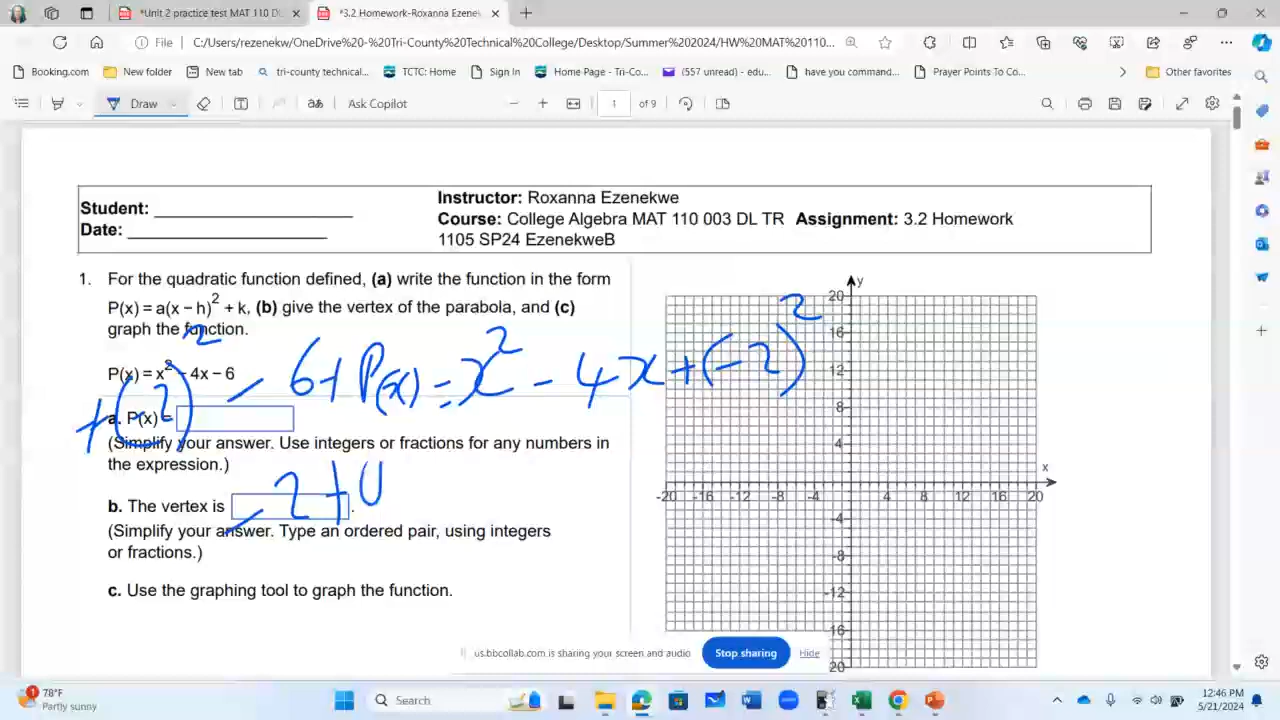 *Unit 2 practice test MAT 110 DL
*3.2 Homework-Roxanna Ezenek
File
C:/Users/rezenekw/OneDrive%20-%20Tri-County%20Technical%20College/Desktop/Summer%202024/HW%20MAT%20110...
Booking.com
New folder
New tab
tri-county technical...
TCTC: Home
Sign In
Home Page - Tri-Co...
(557 unread) - edu...
have you command...
Prayer Points To Co...
Other favorites
Draw
Ask Copilot
1 of 9
Student:
Date:
Instructor: Roxanna Ezenekwe
Course: College Algebra MAT 110 003 DL TR Assignment: 3.2 Homework
1105 SP24 EzenekweB
1. For the quadratic function defined, (a) write the function in the form
P(x) = a(x − h)² + k, (b) give the vertex of the parabola, and (c)
graph the function.
P(x) = x² − 4x − 6
a. P(x) =
(Simplify your answer. Use integers or fractions for any numbers in
the expression.)
b. The vertex is .
(Simplify your answer. Type an ordered pair, using integers
or fractions.)
c. Use the graphing tool to graph the function.
P(x) = x² − 4x + (−2)²
+ (−2)² − 6 +
− 2 + 0
y
20
16
12
8
4
x
-20 -16 -12 -8 -4 4 8 12 16 20
-4
-8
-12
16
20
us.bbcollab.com is sharing your screen and audio
Stop sharing
Hide
1
78°F
Partly sunny
Search
12:46 PM
5/21/2024